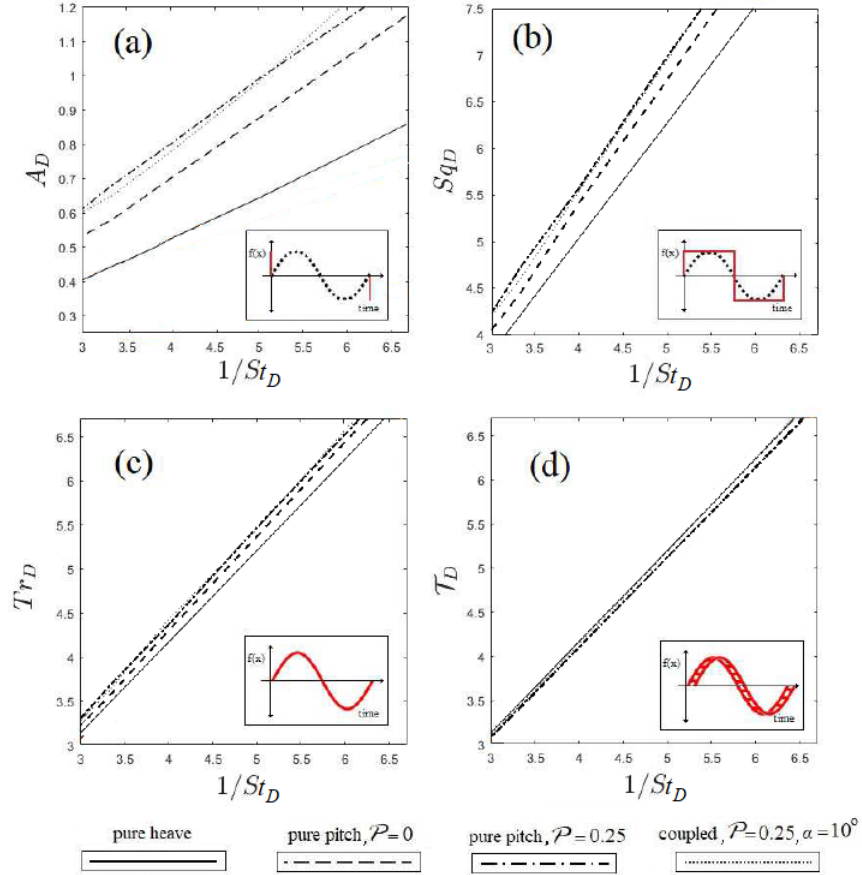 (a)
A_D
1.2
1.1
1
0.9
0.8
0.7
0.6
0.5
0.4
0.3
f(x)
time
3 3.5 4 4.5 5 5.5 6 6.5
1/St_D
(b)
Sq_D
7.5
7
6.5
6
5.5
5
4.5
4
f(x)
time
3 3.5 4 4.5 5 5.5 6 6.5
1/St_D
(c)
Tr_D
6.5
6
5.5
5
4.5
4
3.5
3
f(x)
time
3 3.5 4 4.5 5 5.5 6 6.5
1/St_D
(d)
𝒯_D
6.5
6
5.5
5
4.5
4
3.5
3
f(x)
time
3 3.5 4 4.5 5 5.5 6 6.5
1/St_D
pure heave
pure pitch, 𝒫 = 0
pure pitch, 𝒫 = 0.25
coupled, 𝒫 = 0.25, α = 10°